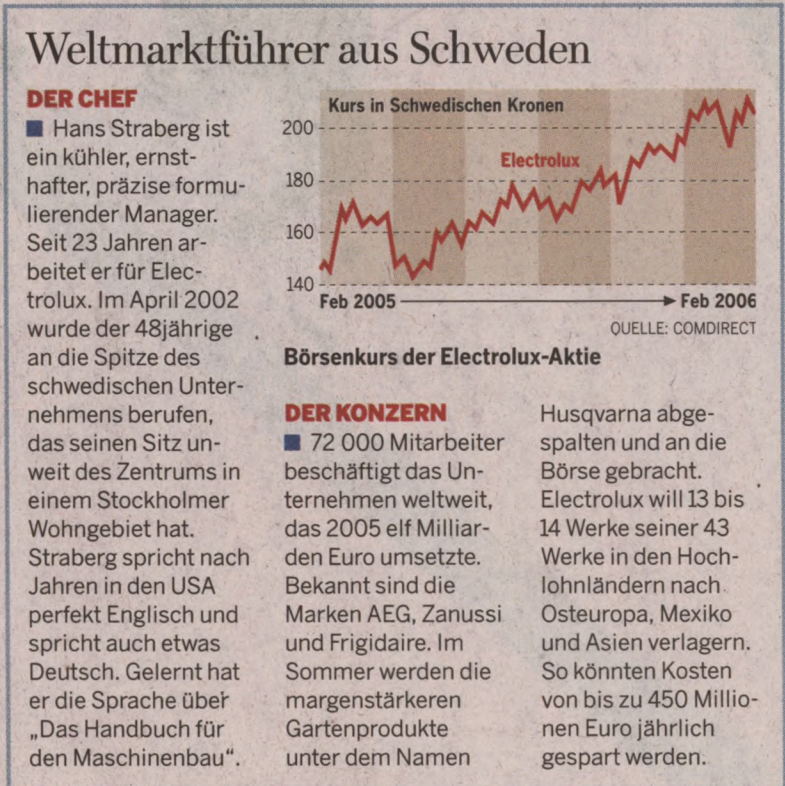 Weltmarktführer aus Schweden
DER CHEF
■ Hans Straberg ist
ein kühler, ernst-
hafter, präzise formu-
lierender Manager.
Seit 23 Jahren ar-
beitet er für Elec-
trolux. Im April 2002
wurde der 48jährige
an die Spitze des
schwedischen Unter-
nehmens berufen,
das seinen Sitz un-
weit des Zentrums in
einem Stockholmer
Wohngebiet hat.
Straberg spricht nach
Jahren in den USA
perfekt Englisch und
spricht auch etwas
Deutsch. Gelernt hat
er die Sprache über
„Das Handbuch für
den Maschinenbau“.
Kurs in Schwedischen Kronen
200
Electrolux
180
160
140
Feb 2005
Feb 2006
QUELLE: COMDIRECT
Börsenkurs der Electrolux-Aktie
DER KONZERN
■ 72 000 Mitarbeiter
beschäftigt das Un-
ternehmen weltweit,
das 2005 elf Milliar-
den Euro umsetzte.
Bekannt sind die
Marken AEG, Zanussi
und Frigidaire. Im
Sommer werden die
margenstärkeren
Gartenprodukte
unter dem Namen
Husqvarna abge-
spalten und an die
Börse gebracht.
Electrolux will 13 bis
14 Werke seiner 43
Werke in den Hoch-
lohnländern nach
Osteuropa, Mexiko
und Asien verlagern.
So könnten Kosten
von bis zu 450 Millio-
nen Euro jährlich
gespart werden.